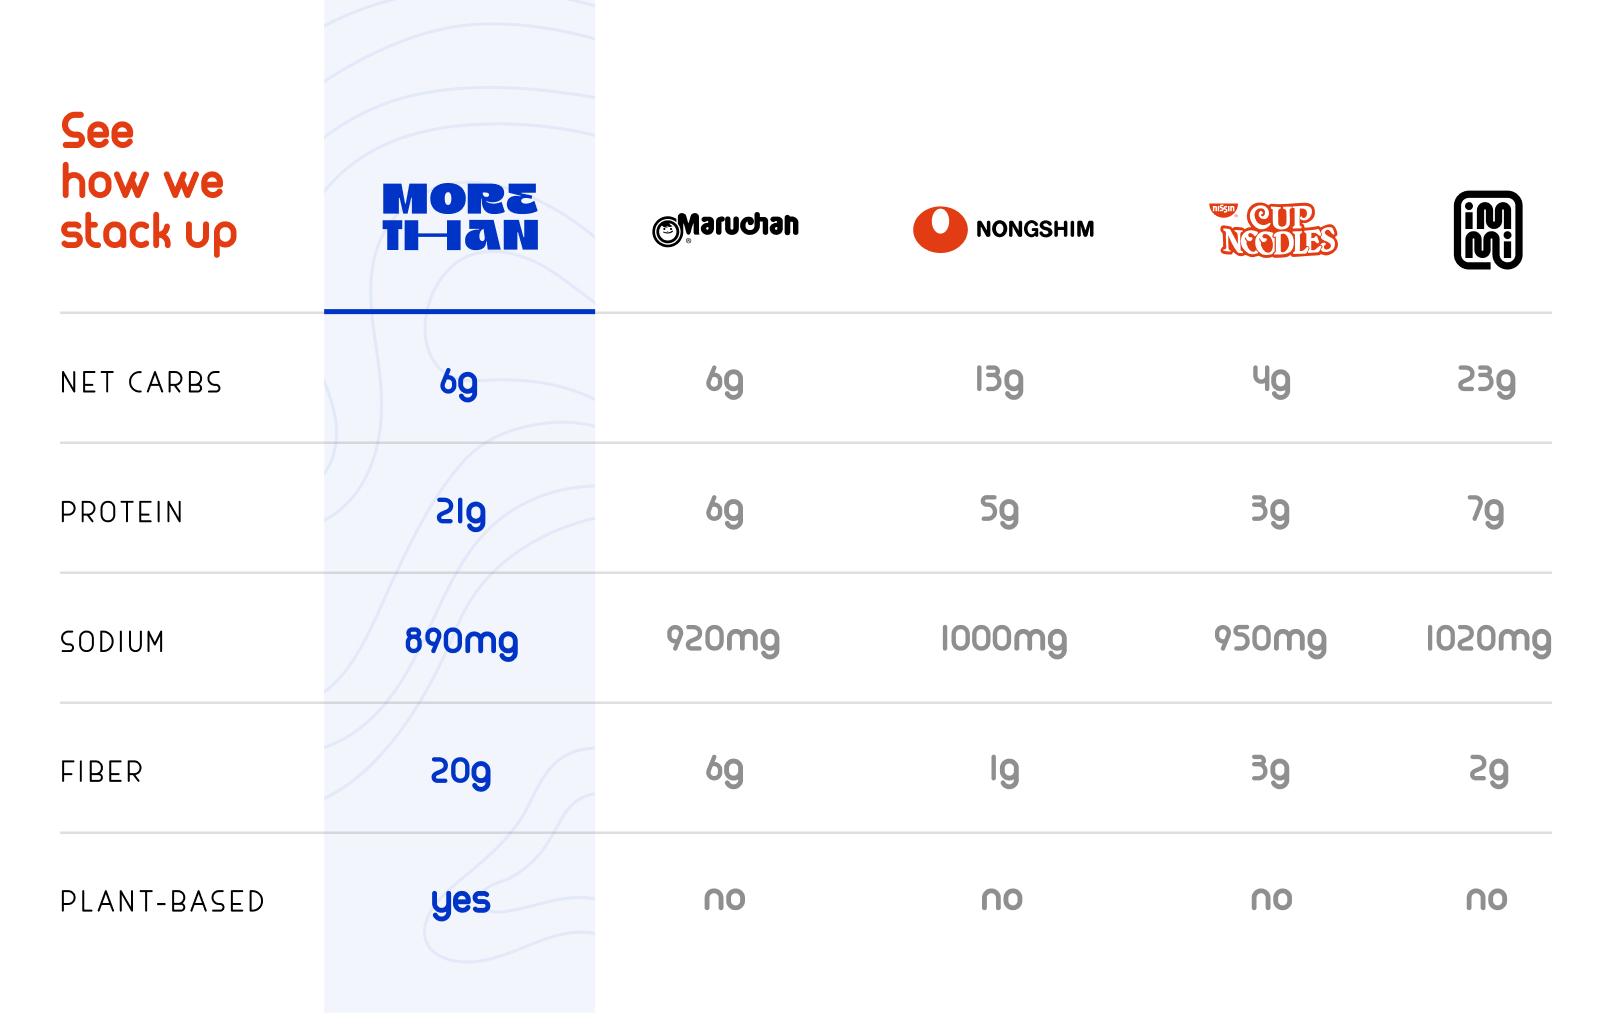 See
how we
stack up
MORE
THAN
Maruchan®
NONGSHIM
NISSIN
CUP
NOODLES
iMMi
NET CARBS 6g 6g 13g 4g 23g
PROTEIN 21g 6g 5g 3g 7g
SODIUM 890mg 920mg 1000mg 950mg 1020mg
FIBER 20g 6g 1g 3g 2g
PLANT-BASED yes no no no no